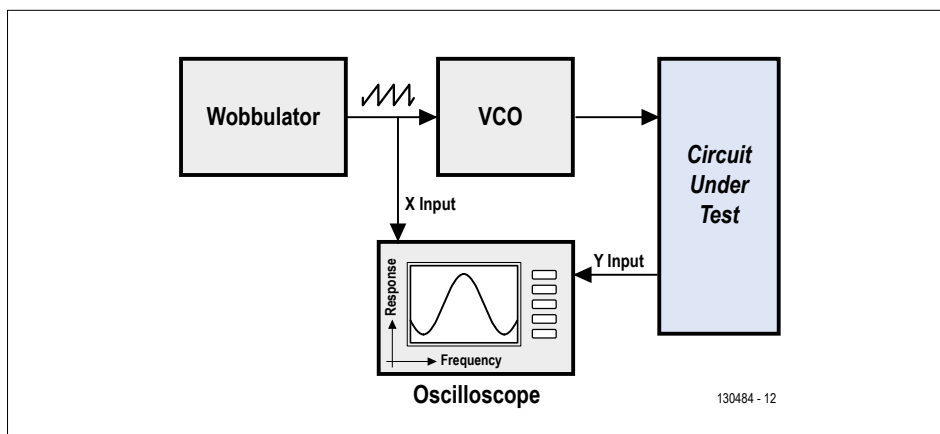 Wobbulator
VCO
Circuit
Under
Test
X Input
Y Input
Response
Frequency
Oscilloscope
130484 - 12